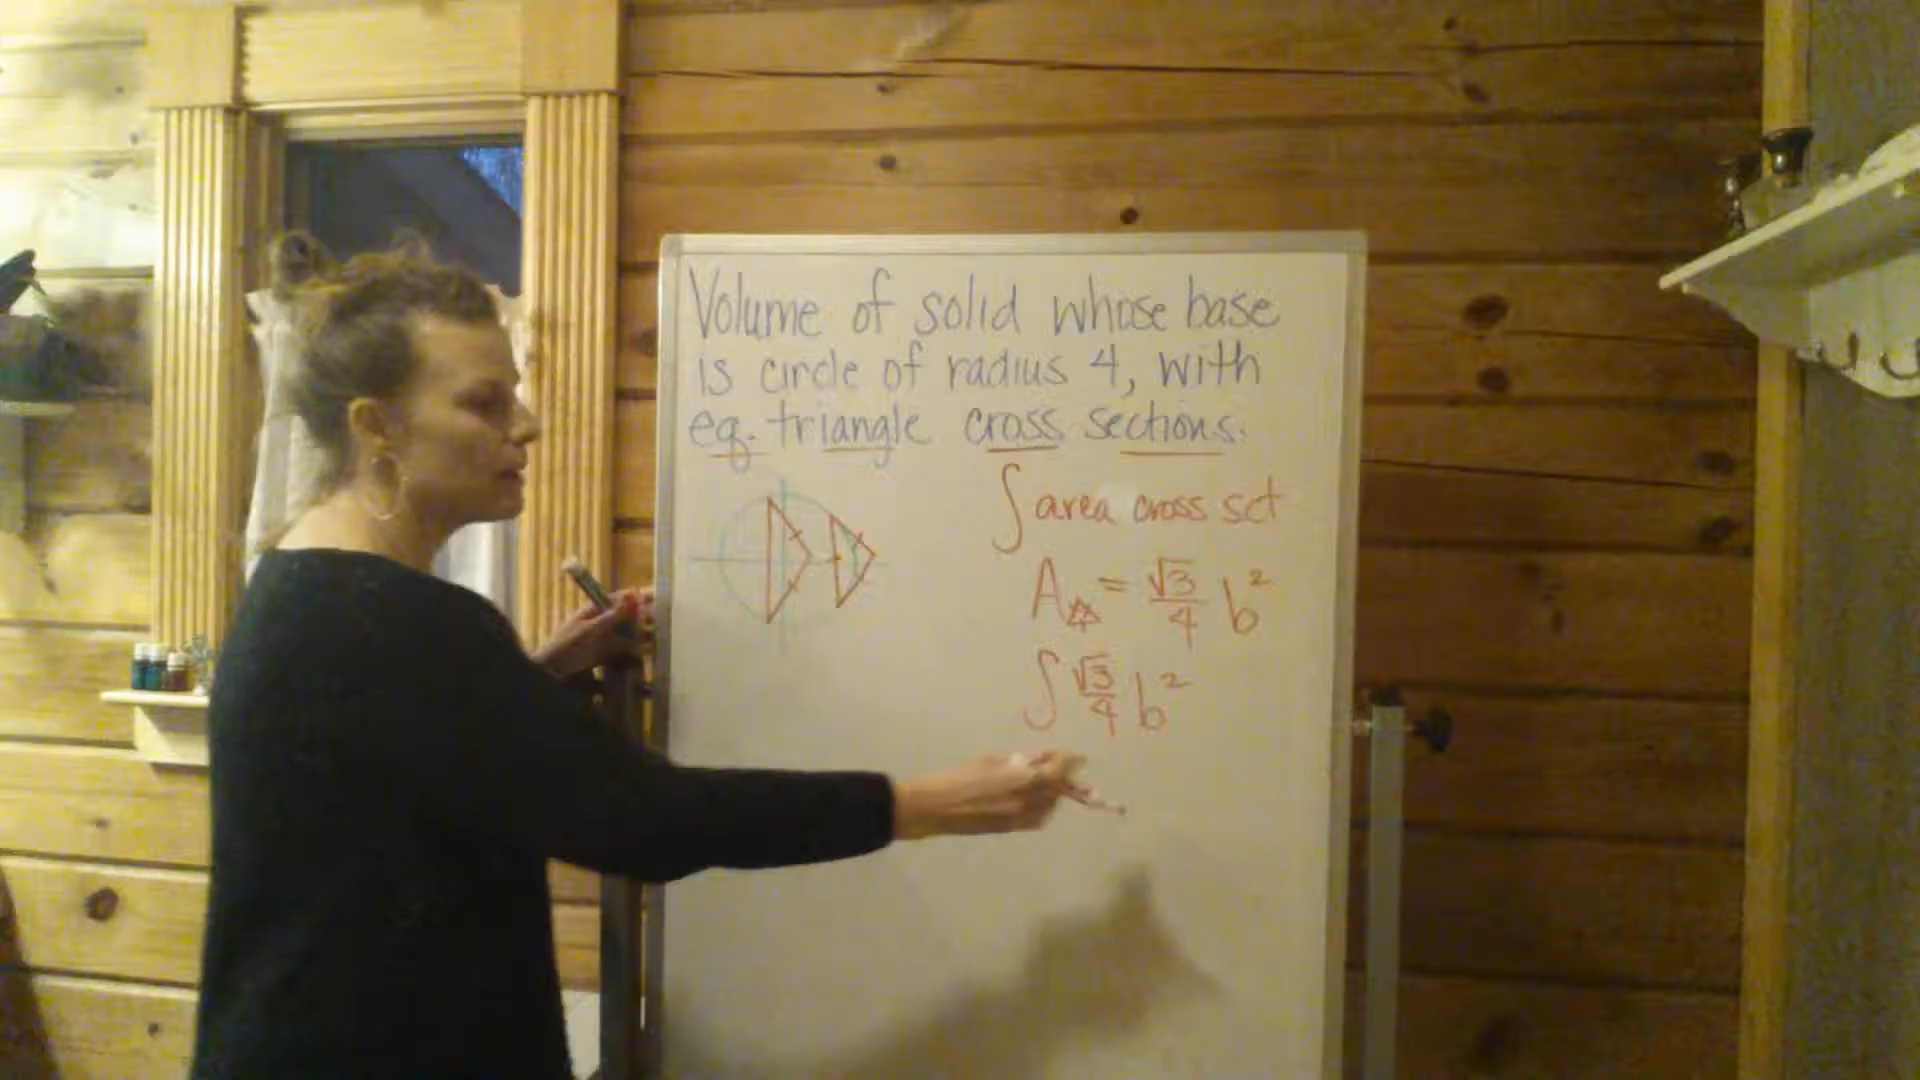 Volume of solid whose base
is circle of radius 4, with
eq. triangle cross sections.
∫ area cross sct
A△ = √3/4 b²
∫ √3/4 b²